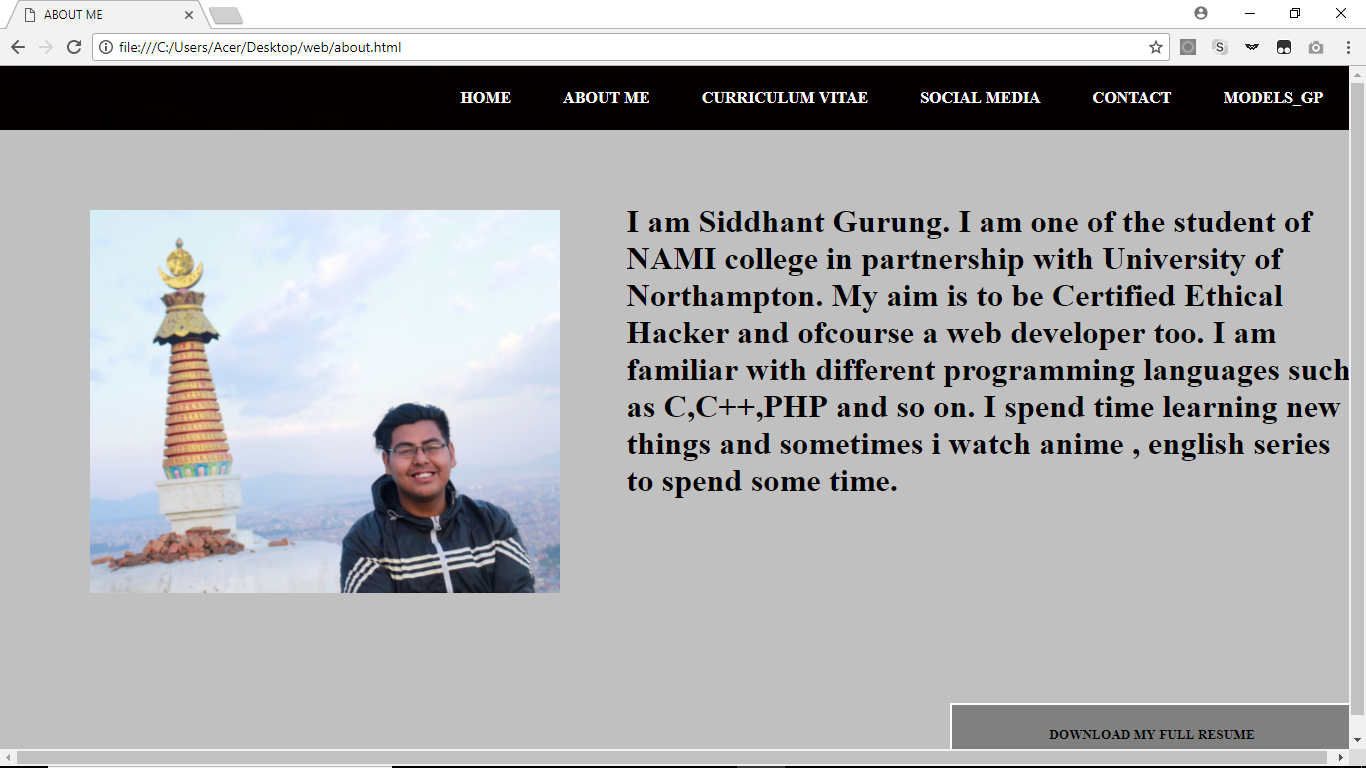 ABOUT ME
file:///C:/Users/Acer/Desktop/web/about.html
S
HOME ABOUT ME CURRICULUM VITAE SOCIAL MEDIA CONTACT MODELS_GP
I am Siddhant Gurung. I am one of the student of
NAMI college in partnership with University of
Northampton. My aim is to be Certified Ethical
Hacker and ofcourse a web developer too. I am
familiar with different programming languages such
as C,C++,PHP and so on. I spend time learning new
things and sometimes i watch anime , english series
to spend some time.
DOWNLOAD MY FULL RESUME